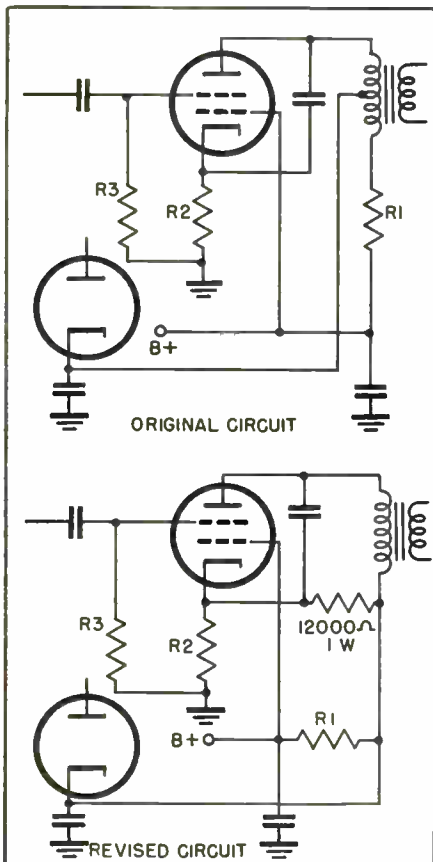 R3
R2
R1
B+
ORIGINAL CIRCUIT
R3
R2
12000Ω
1 W
B+
R1
REVISED CIRCUIT